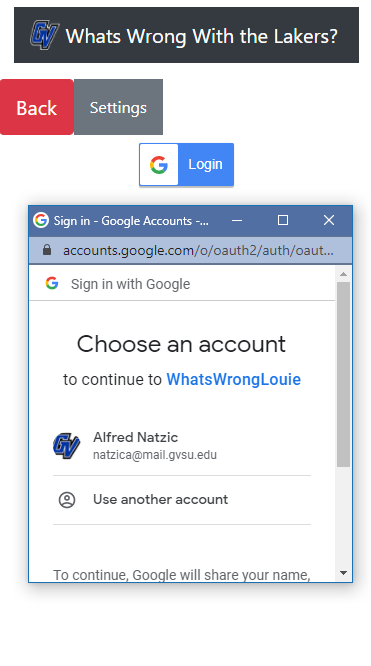 GV Whats Wrong With the Lakers?
Back
Settings
G Login
G Sign in - Google Accounts -...
accounts.google.com/o/oauth2/auth/oaut...
G Sign in with Google
Choose an account
to continue to WhatsWrongLouie
GV Alfred Natzic
natzica@mail.gvsu.edu
Use another account
To continue, Google will share your name,